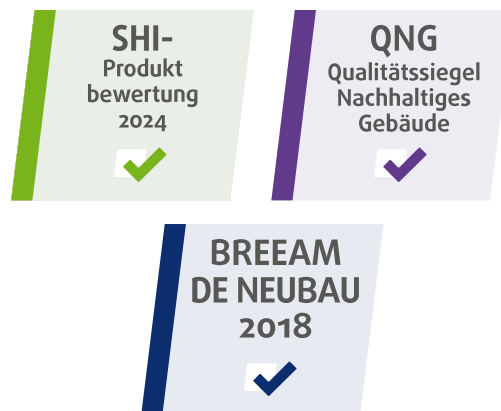 SHI-
Produkt
bewertung
2024
QNG
Qualitätssiegel
Nachhaltiges
Gebäude
BREEAM
DE NEUBAU
2018